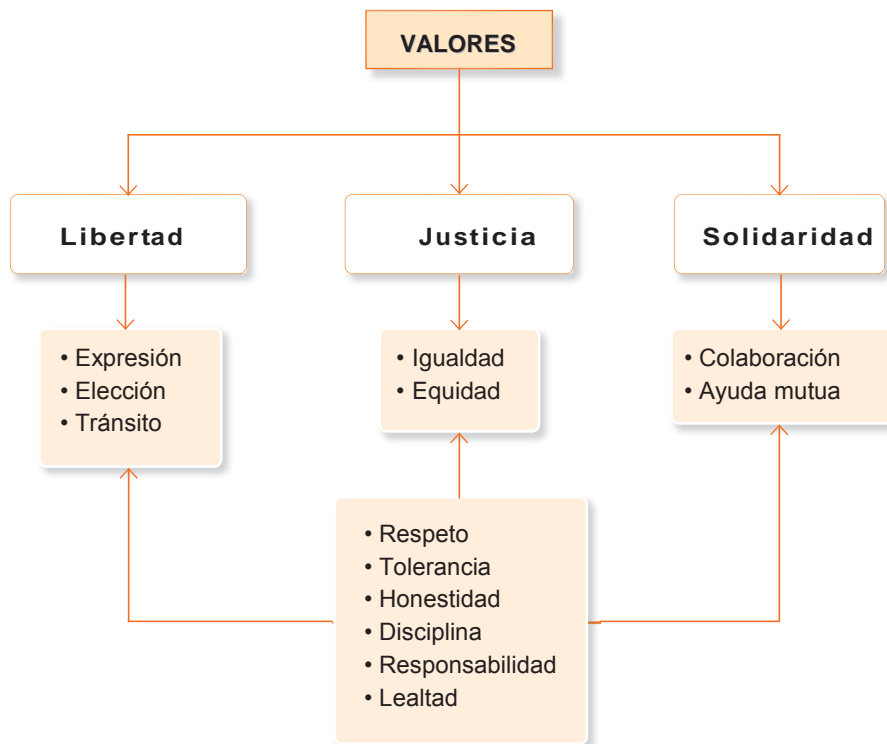 VALORES
Libertad
Justicia
Solidaridad
• Expresión
• Elección
• Tránsito
• Igualdad
• Equidad
• Colaboración
• Ayuda mutua
• Respeto
• Tolerancia
• Honestidad
• Disciplina
• Responsabilidad
• Lealtad